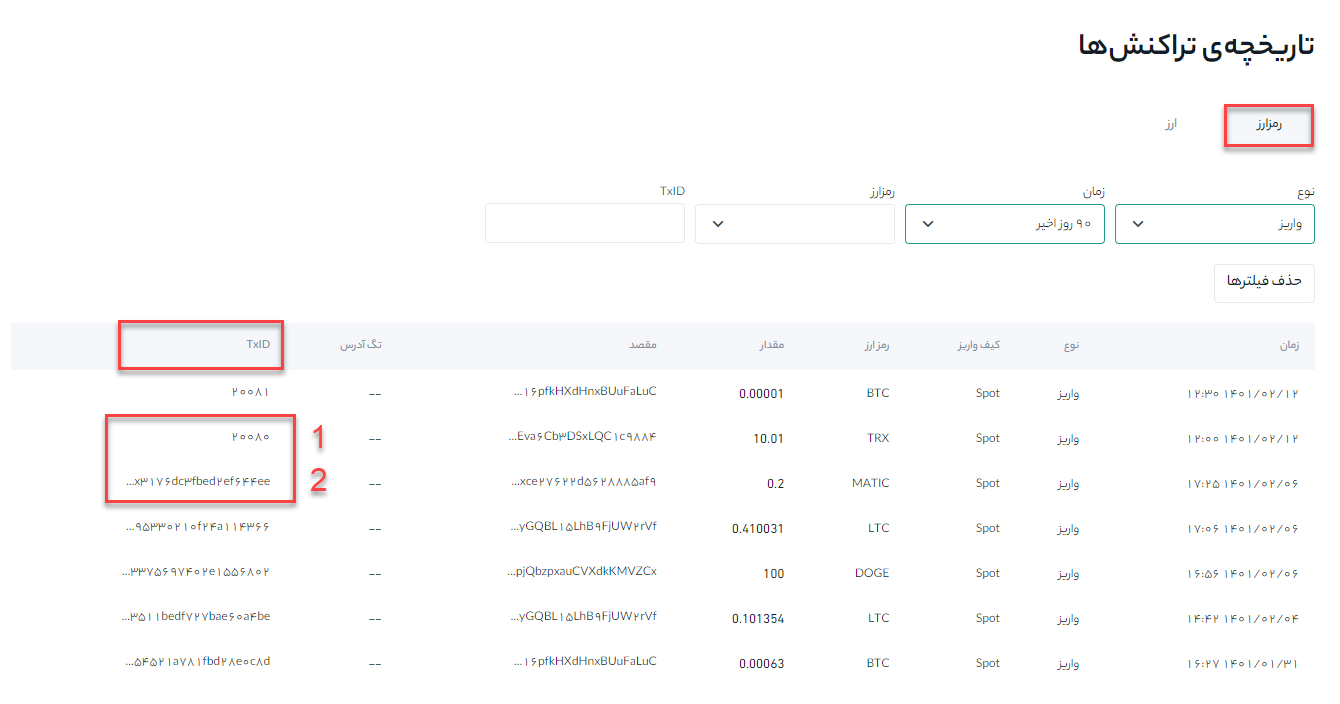 تاریخچه‌ی تراکنش‌ها
رمزارز ارز
نوع زمان رمزارز TxID
واریز ۹۰ روز اخیر
حذف فیلترها
زمان نوع کیف واریز رمز ارز مقدار مقصد تگ آدرس TxID
۱۴۰۱/۰۲/۱۲ ۱۲:۳۰ واریز Spot BTC 0.00001 ...۱۶pfkHXdHnxBUuFaLuC -- ۲۰۰۸۱
۱۴۰۱/۰۲/۱۲ ۱۲:۰۰ واریز Spot TRX 10.01 ...Eva۶Cb۳DSxLQC۱c۹۸۸۴ -- ۲۰۰۸۰ 1
۱۴۰۱/۰۲/۰۶ ۱۷:۲۵ واریز Spot MATIC 0.2 ...xce۲۷۶۲۲d۵۶۲۸۸۸۵af۹ -- ...x۳۱۷۶dc۳fbed۲ef۶۴۴ee 2
۱۴۰۱/۰۲/۰۶ ۱۷:۰۶ واریز Spot LTC 0.410031 ...yGQBL۱۵LhB۹FjUW۲rVf -- ...۹۵۳۳۰۲۱۰f۲۴a۱۱۴۳۶۶
۱۴۰۱/۰۲/۰۶ ۱۶:۵۶ واریز Spot DOGE 100 ...pjQbzpxauCVXdkKMVZCx -- ...۳۳۷۵۶۹۷۴۰۲e۱۵۵۶۸۰۲
۱۴۰۱/۰۲/۰۴ ۱۴:۴۲ واریز Spot LTC 0.101354 ...yGQBL۱۵LhB۹FjUW۲rVf -- ...۳۵۱۱bedf۷۲۷bae۶۰a۴be
۱۴۰۱/۰۱/۳۱ ۱۶:۲۷ واریز Spot BTC 0.00063 ...۱۶pfkHXdHnxBUuFaLuC -- ...۵۴۵۲۱a۷۸۱fbd۲۸e۰c۸d